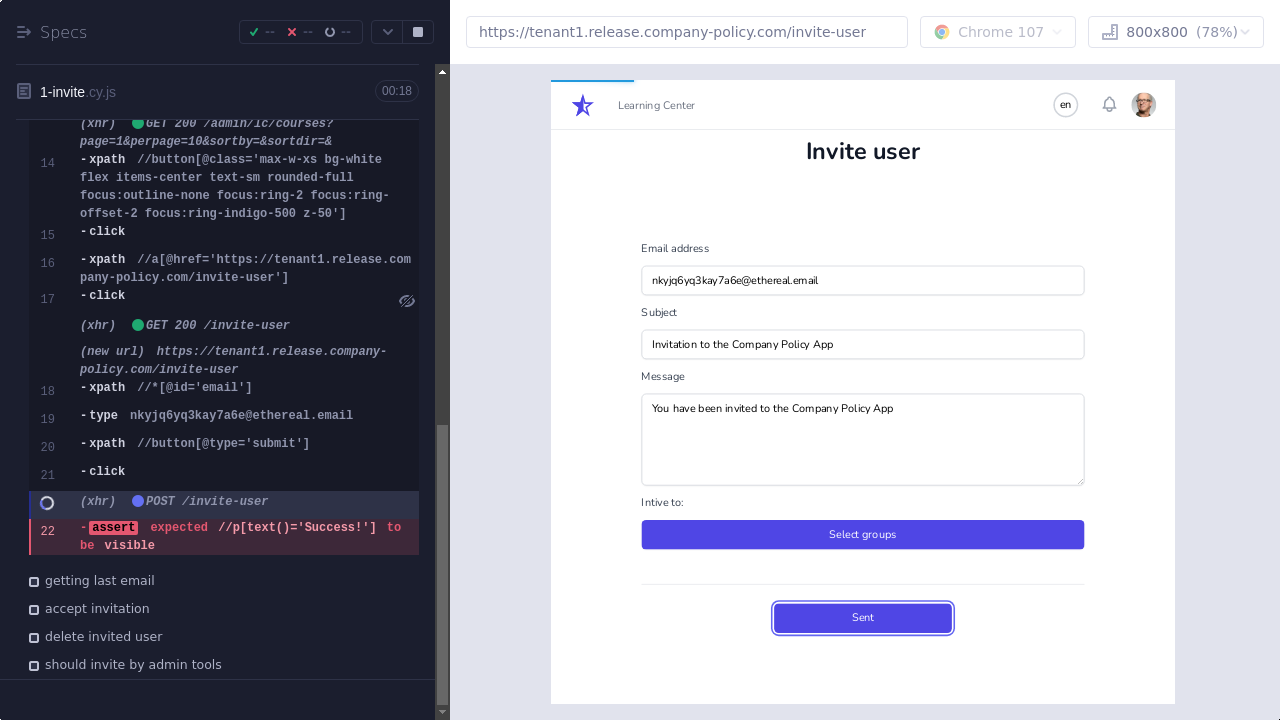 Specs
--
--
--
1-invite.cy.js
00:18
(xhr) GET 200 /admin/lc/courses?
page=1&perpage=10&sortby=&sortdir=&
14 -xpath //button[@class='max-w-xs bg-white
flex items-center text-sm rounded-full
focus:outline-none focus:ring-2 focus:ring-
offset-2 focus:ring-indigo-500 z-50']
15 -click
16 -xpath //a[@href='https://tenant1.release.com
pany-policy.com/invite-user']
17 -click
(xhr) GET 200 /invite-user
(new url) https://tenant1.release.company-
policy.com/invite-user
18 -xpath //*[@id='email']
19 -type nkyjq6yq3kay7a6e@ethereal.email
20 -xpath //button[@type='submit']
21 -click
(xhr) POST /invite-user
22 -assert expected //p[text()='Success!'] to
be visible
getting last email
accept invitation
delete invited user
should invite by admin tools
https://tenant1.release.company-policy.com/invite-user
Chrome 107
800x800 (78%)
Learning Center
en
Invite user
Email address
nkyjq6yq3kay7a6e@ethereal.email
Subject
Invitation to the Company Policy App
Message
You have been invited to the Company Policy App
Intive to:
Select groups
Sent